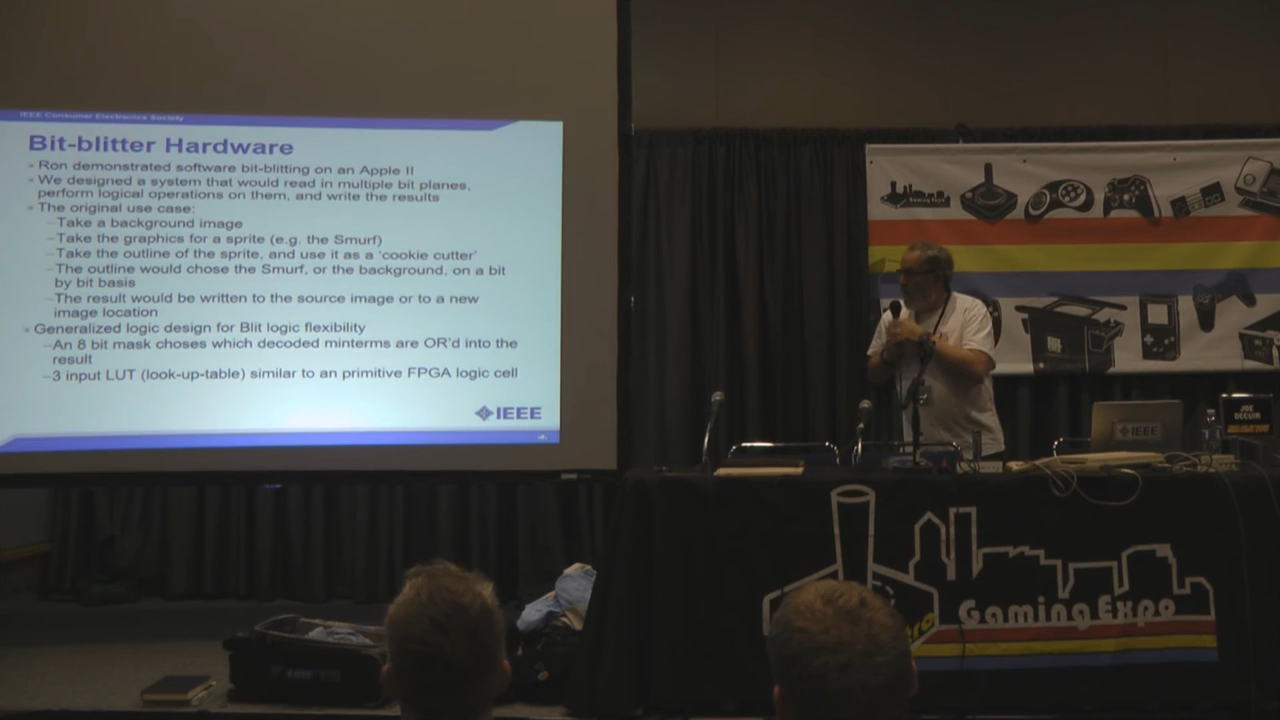 IEEE Consumer Electronics Society
Bit-blitter Hardware
Ron demonstrated software bit-blitting on an Apple II
We designed a system that would read in multiple bit planes,
perform logical operations on them, and write the results
The original use case:
–Take a background image
–Take the graphics for a sprite (e.g. the Smurf)
–Take the outline of the sprite, and use it as a 'cookie cutter'
–The outline would chose the Smurf, or the background, on a bit
by bit basis
–The result would be written to the source image or to a new
image location
Generalized logic design for Blit logic flexibility
–An 8 bit mask choses which decoded minterms are OR'd into the
result
–3 input LUT (look-up-table) similar to an primitive FPGA logic cell
IEEE
Gaming Expo
IEEE
JOE
DECUIR
Gaming Expo